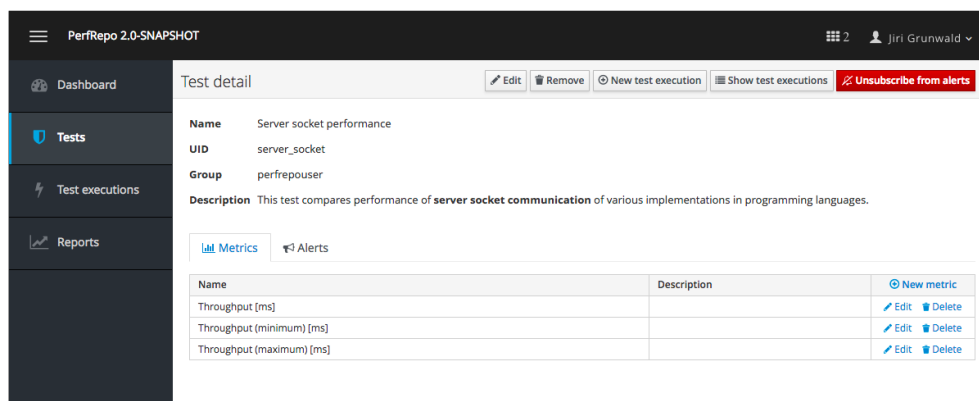 PerfRepo 2.0-SNAPSHOT 2 Jiri Grunwald
Dashboard
Tests
Test executions
Reports
Test detail Edit Remove New test execution Show test executions Unsubscribe from alerts
Name Server socket performance
UID server_socket
Group perfrepouser
Description This test compares performance of server socket communication of various implementations in programming languages.
Metrics Alerts
Name Description New metric
Throughput [ms] Edit Delete
Throughput (minimum) [ms] Edit Delete
Throughput (maximum) [ms] Edit Delete